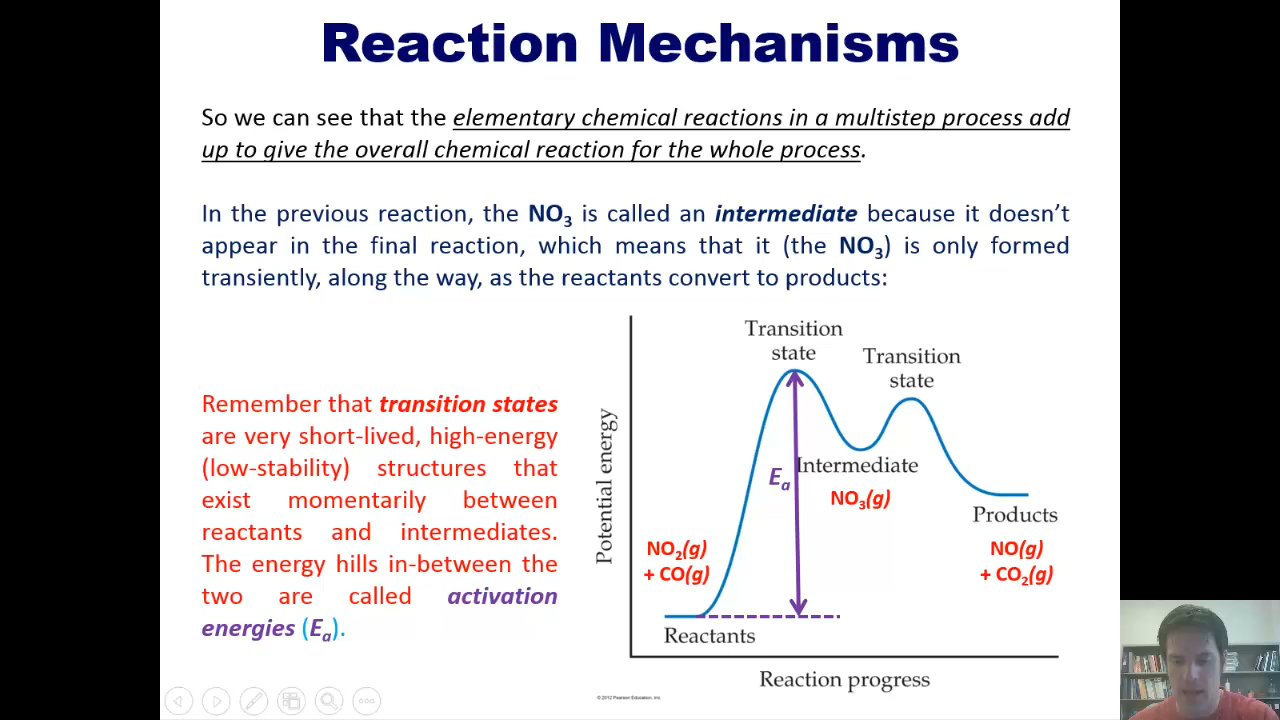 Reaction Mechanisms
So we can see that the elementary chemical reactions in a multistep process add
up to give the overall chemical reaction for the whole process.
In the previous reaction, the NO₃ is called an intermediate because it doesn’t
appear in the final reaction, which means that it (the NO₃) is only formed
transiently, along the way, as the reactants convert to products:
Remember that transition states
are very short-lived, high-energy
(low-stability) structures that
exist momentarily between
reactants and intermediates.
The energy hills in-between the
two are called activation
energies (Eₐ).
Potential energy
Transition
state
Transition
state
Eₐ
Intermediate
NO₃(g)
Products
NO₂(g)
+ CO(g)
NO(g)
+ CO₂(g)
Reactants
Reaction progress
© 2012 Pearson Education, Inc.